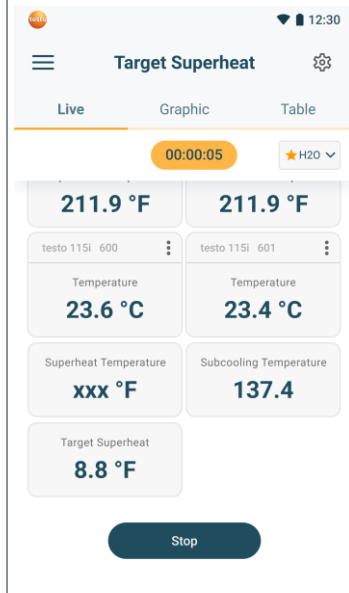 testo 12:30
Target Superheat
Live Graphic Table
00:00:05 H2O
211.9 °F 211.9 °F
testo 115i 600 testo 115i 601
Temperature Temperature
23.6 °C 23.4 °C
Superheat Temperature Subcooling Temperature
xxx °F 137.4
Target Superheat
8.8 °F
Stop